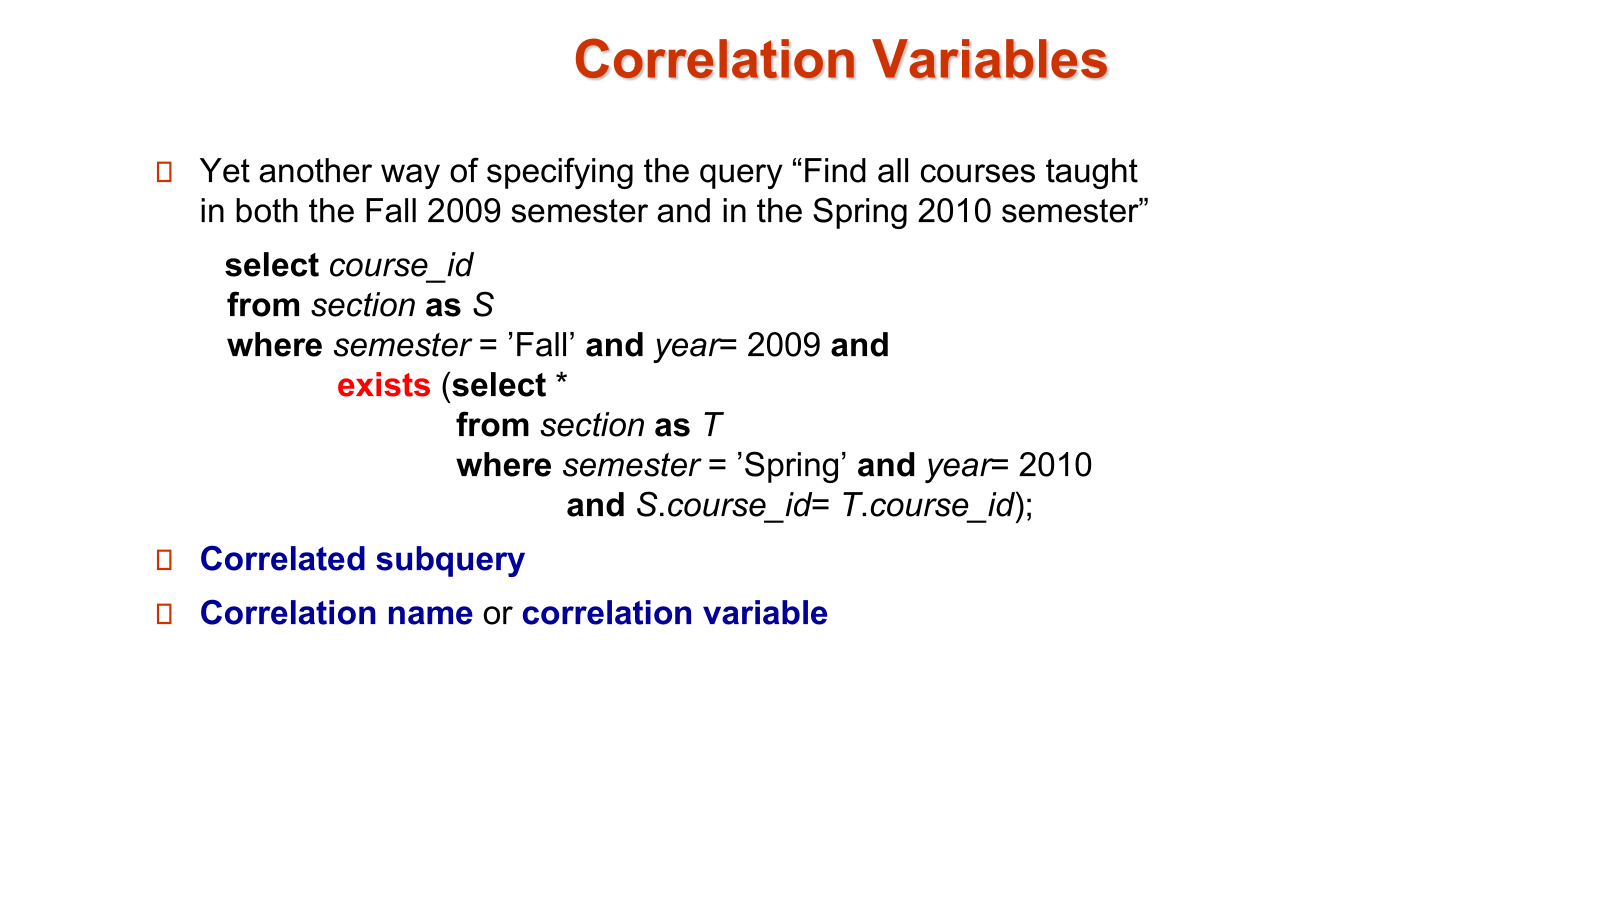 Correlation Variables
Yet another way of specifying the query “Find all courses taught
in both the Fall 2009 semester and in the Spring 2010 semester”
select course_id
from section as S
where semester = ’Fall’ and year= 2009 and
exists (select *
from section as T
where semester = ’Spring’ and year= 2010
and S.course_id= T.course_id);
Correlated subquery
Correlation name or correlation variable